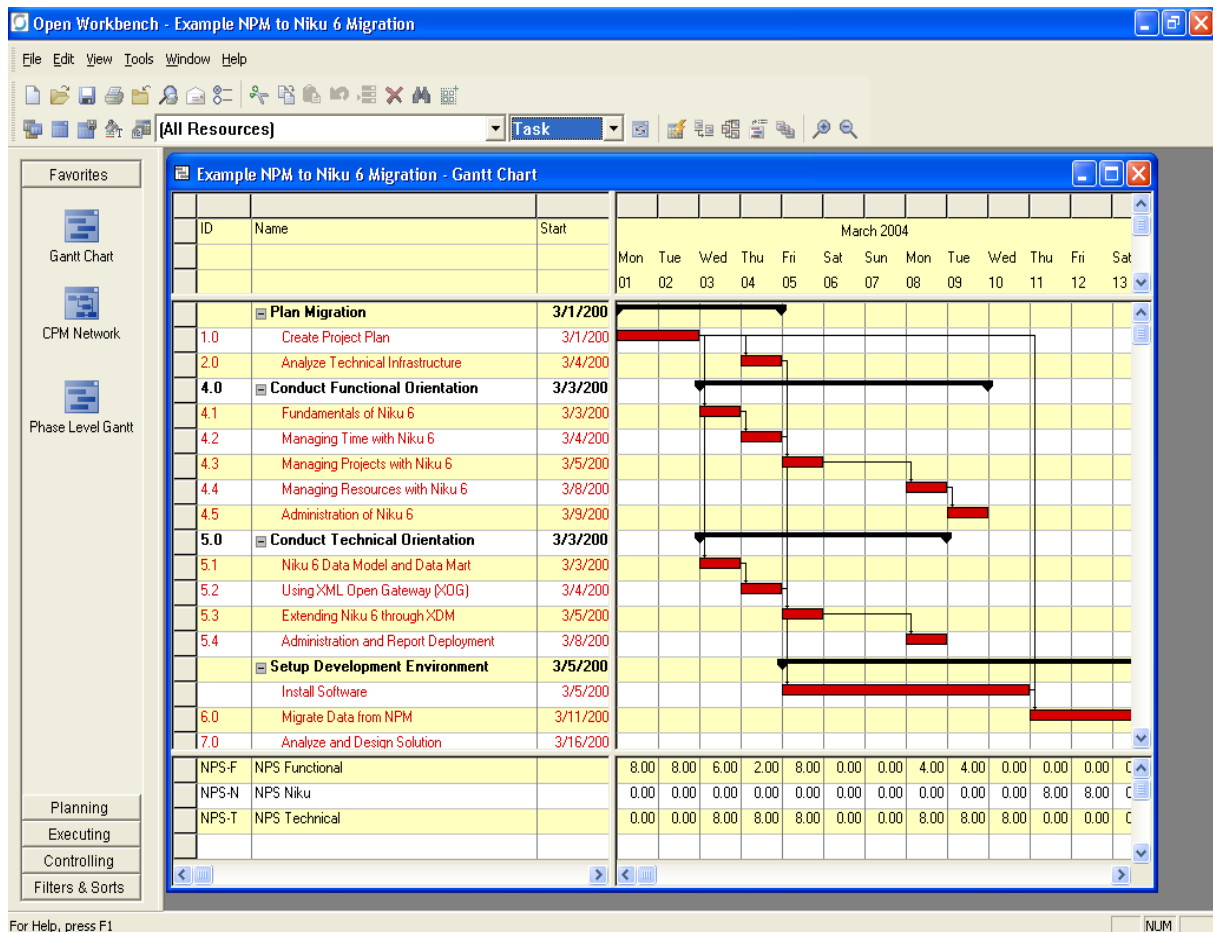 Open Workbench - Example NPM to Niku 6 Migration
File Edit View Tools Window Help
(All Resources) Task
Favorites
Gantt Chart
CPM Network
Phase Level Gantt
Planning
Executing
Controlling
Filters & Sorts
Example NPM to Niku 6 Migration - Gantt Chart
ID Name Start March 2004
Mon Tue Wed Thu Fri Sat Sun Mon Tue Wed Thu Fri Sat
01 02 03 04 05 06 07 08 09 10 11 12 13
Plan Migration 3/1/200
1.0 Create Project Plan 3/1/200
2.0 Analyze Technical Infrastructure 3/4/200
4.0 Conduct Functional Orientation 3/3/200
4.1 Fundamentals of Niku 6 3/3/200
4.2 Managing Time with Niku 6 3/4/200
4.3 Managing Projects with Niku 6 3/5/200
4.4 Managing Resources with Niku 6 3/8/200
4.5 Administration of Niku 6 3/9/200
5.0 Conduct Technical Orientation 3/3/200
5.1 Niku 6 Data Model and Data Mart 3/3/200
5.2 Using XML Open Gateway (XOG) 3/4/200
5.3 Extending Niku 6 through XDM 3/5/200
5.4 Administration and Report Deployment 3/8/200
Setup Development Environment 3/5/200
Install Software 3/5/200
6.0 Migrate Data from NPM 3/11/200
7.0 Analyze and Design Solution 3/16/200
NPS-F NPS Functional 8.00 8.00 6.00 2.00 8.00 0.00 0.00 4.00 4.00 0.00 0.00 0.00
NPS-N NPS Niku 0.00 0.00 0.00 0.00 0.00 0.00 0.00 0.00 0.00 0.00 8.00 8.00
NPS-T NPS Technical 0.00 0.00 8.00 8.00 8.00 0.00 0.00 8.00 8.00 8.00 0.00 0.00
For Help, press F1 NUM